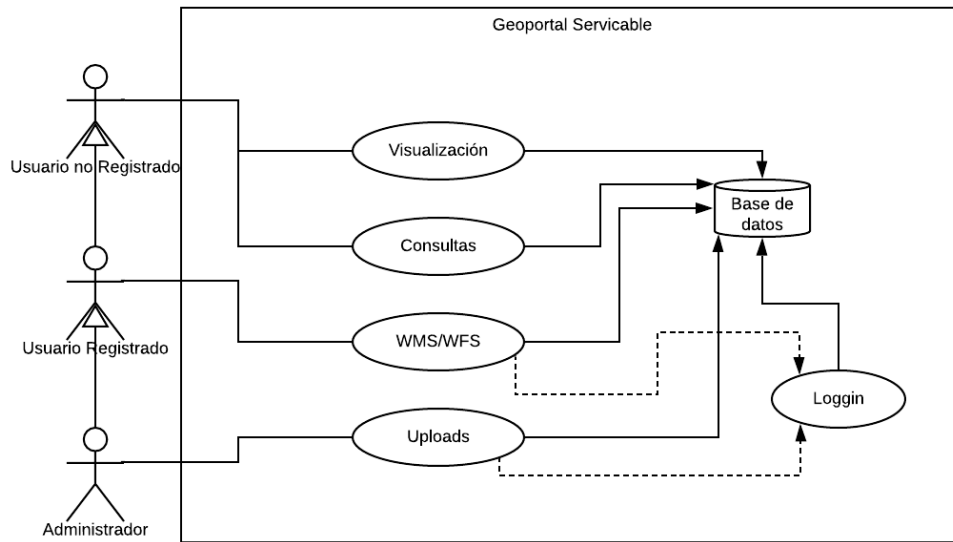 Geoportal Servicable
Usuario no Registrado
Visualización
Base de
datos
Consultas
Usuario Registrado
WMS/WFS
Loggin
Uploads
Administrador